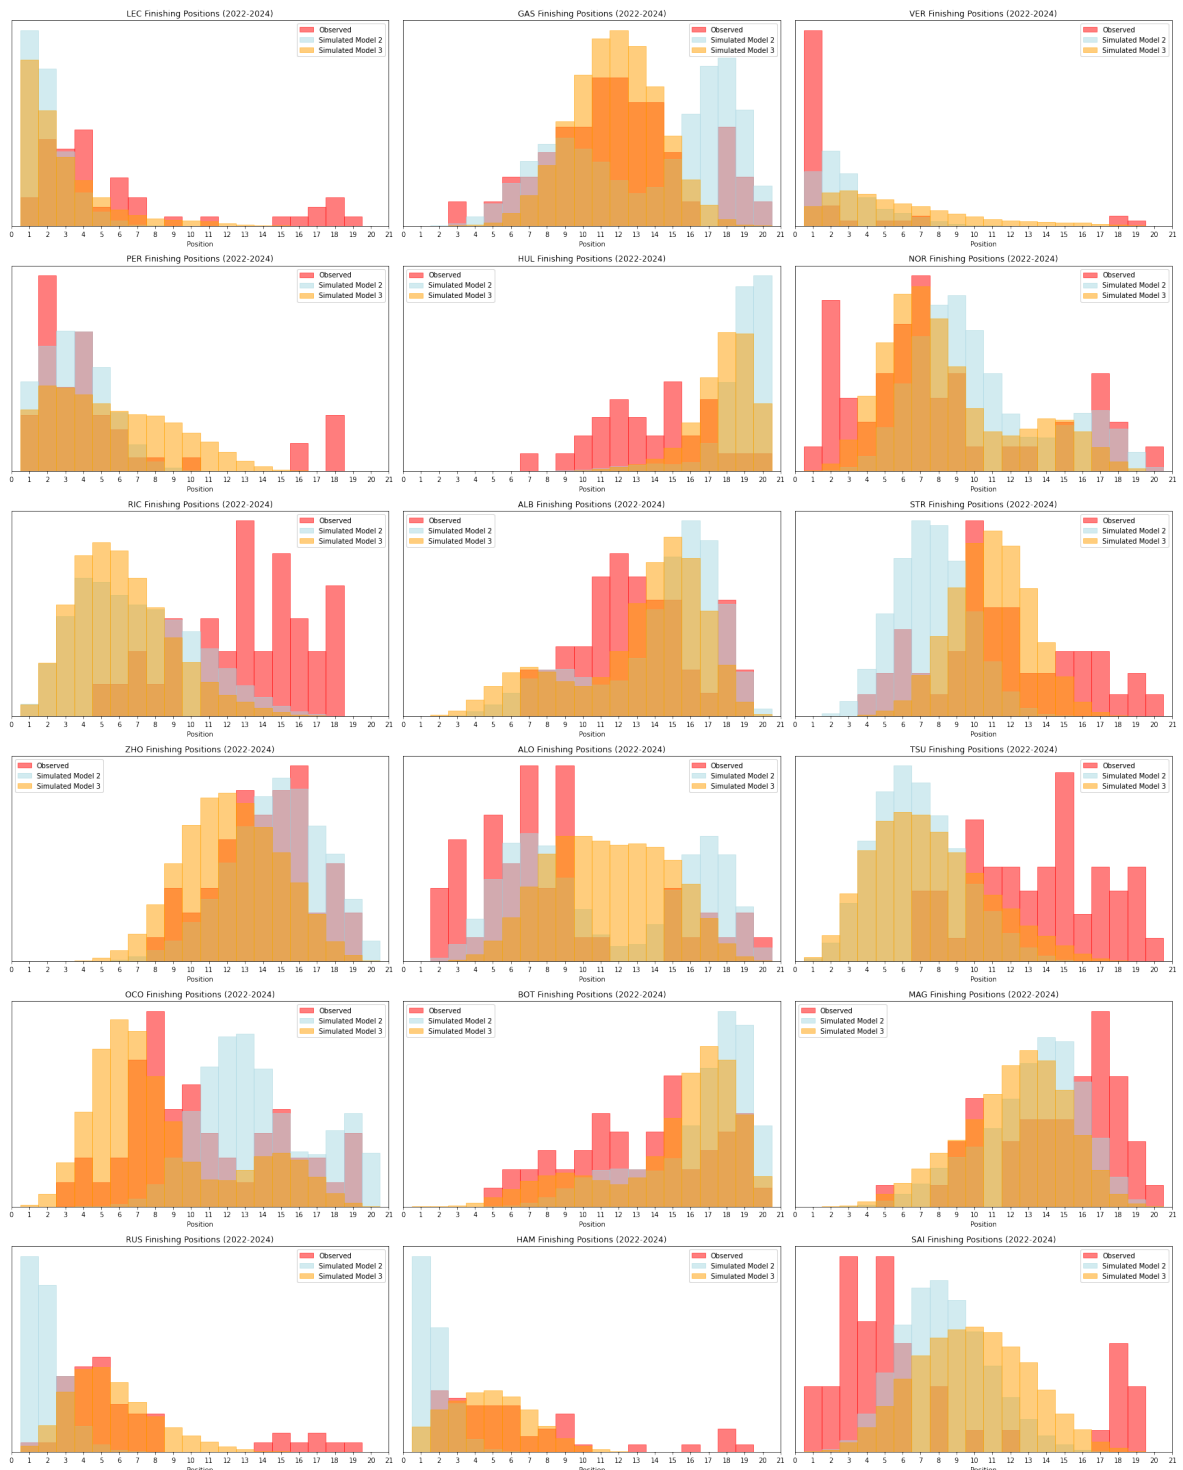 LEC Finishing Positions (2022-2024)
Observed
Simulated Model 2
Simulated Model 3
0 1 2 3 4 5 6 7 8 9 10 11 12 13 14 15 16 17 18 19 20 21
Position
GAS Finishing Positions (2022-2024)
Observed
Simulated Model 2
Simulated Model 3
0 1 2 3 4 5 6 7 8 9 10 11 12 13 14 15 16 17 18 19 20 21
Position
VER Finishing Positions (2022-2024)
Observed
Simulated Model 2
Simulated Model 3
0 1 2 3 4 5 6 7 8 9 10 11 12 13 14 15 16 17 18 19 20 21
Position
PER Finishing Positions (2022-2024)
Observed
Simulated Model 2
Simulated Model 3
0 1 2 3 4 5 6 7 8 9 10 11 12 13 14 15 16 17 18 19 20 21
Position
HUL Finishing Positions (2022-2024)
Observed
Simulated Model 2
Simulated Model 3
0 1 2 3 4 5 6 7 8 9 10 11 12 13 14 15 16 17 18 19 20 21
Position
NOR Finishing Positions (2022-2024)
Observed
Simulated Model 2
Simulated Model 3
0 1 2 3 4 5 6 7 8 9 10 11 12 13 14 15 16 17 18 19 20 21
Position
RIC Finishing Positions (2022-2024)
Observed
Simulated Model 2
Simulated Model 3
0 1 2 3 4 5 6 7 8 9 10 11 12 13 14 15 16 17 18 19 20 21
Position
ALB Finishing Positions (2022-2024)
Observed
Simulated Model 2
Simulated Model 3
0 1 2 3 4 5 6 7 8 9 10 11 12 13 14 15 16 17 18 19 20 21
Position
STR Finishing Positions (2022-2024)
Observed
Simulated Model 2
Simulated Model 3
0 1 2 3 4 5 6 7 8 9 10 11 12 13 14 15 16 17 18 19 20 21
Position
ZHO Finishing Positions (2022-2024)
Observed
Simulated Model 2
Simulated Model 3
0 1 2 3 4 5 6 7 8 9 10 11 12 13 14 15 16 17 18 19 20 21
Position
ALO Finishing Positions (2022-2024)
Observed
Simulated Model 2
Simulated Model 3
0 1 2 3 4 5 6 7 8 9 10 11 12 13 14 15 16 17 18 19 20 21
Position
TSU Finishing Positions (2022-2024)
Observed
Simulated Model 2
Simulated Model 3
0 1 2 3 4 5 6 7 8 9 10 11 12 13 14 15 16 17 18 19 20 21
Position
OCO Finishing Positions (2022-2024)
Observed
Simulated Model 2
Simulated Model 3
0 1 2 3 4 5 6 7 8 9 10 11 12 13 14 15 16 17 18 19 20 21
Position
BOT Finishing Positions (2022-2024)
Observed
Simulated Model 2
Simulated Model 3
0 1 2 3 4 5 6 7 8 9 10 11 12 13 14 15 16 17 18 19 20 21
Position
MAG Finishing Positions (2022-2024)
Observed
Simulated Model 2
Simulated Model 3
0 1 2 3 4 5 6 7 8 9 10 11 12 13 14 15 16 17 18 19 20 21
Position
RUS Finishing Positions (2022-2024)
Observed
Simulated Model 2
Simulated Model 3
0 1 2 3 4 5 6 7 8 9 10 11 12 13 14 15 16 17 18 19 20 21
Position
HAM Finishing Positions (2022-2024)
Observed
Simulated Model 2
Simulated Model 3
0 1 2 3 4 5 6 7 8 9 10 11 12 13 14 15 16 17 18 19 20 21
Position
SAI Finishing Positions (2022-2024)
Observed
Simulated Model 2
Simulated Model 3
0 1 2 3 4 5 6 7 8 9 10 11 12 13 14 15 16 17 18 19 20 21
Position